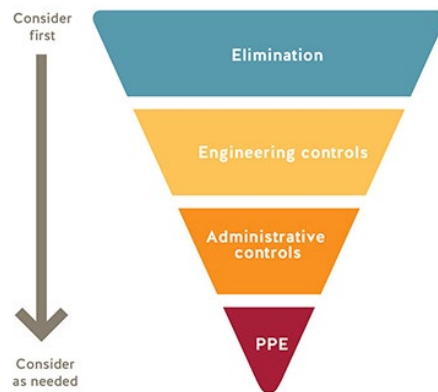 Consider
first
Elimination
Engineering controls
Administrative
controls
PPE
Consider
as needed